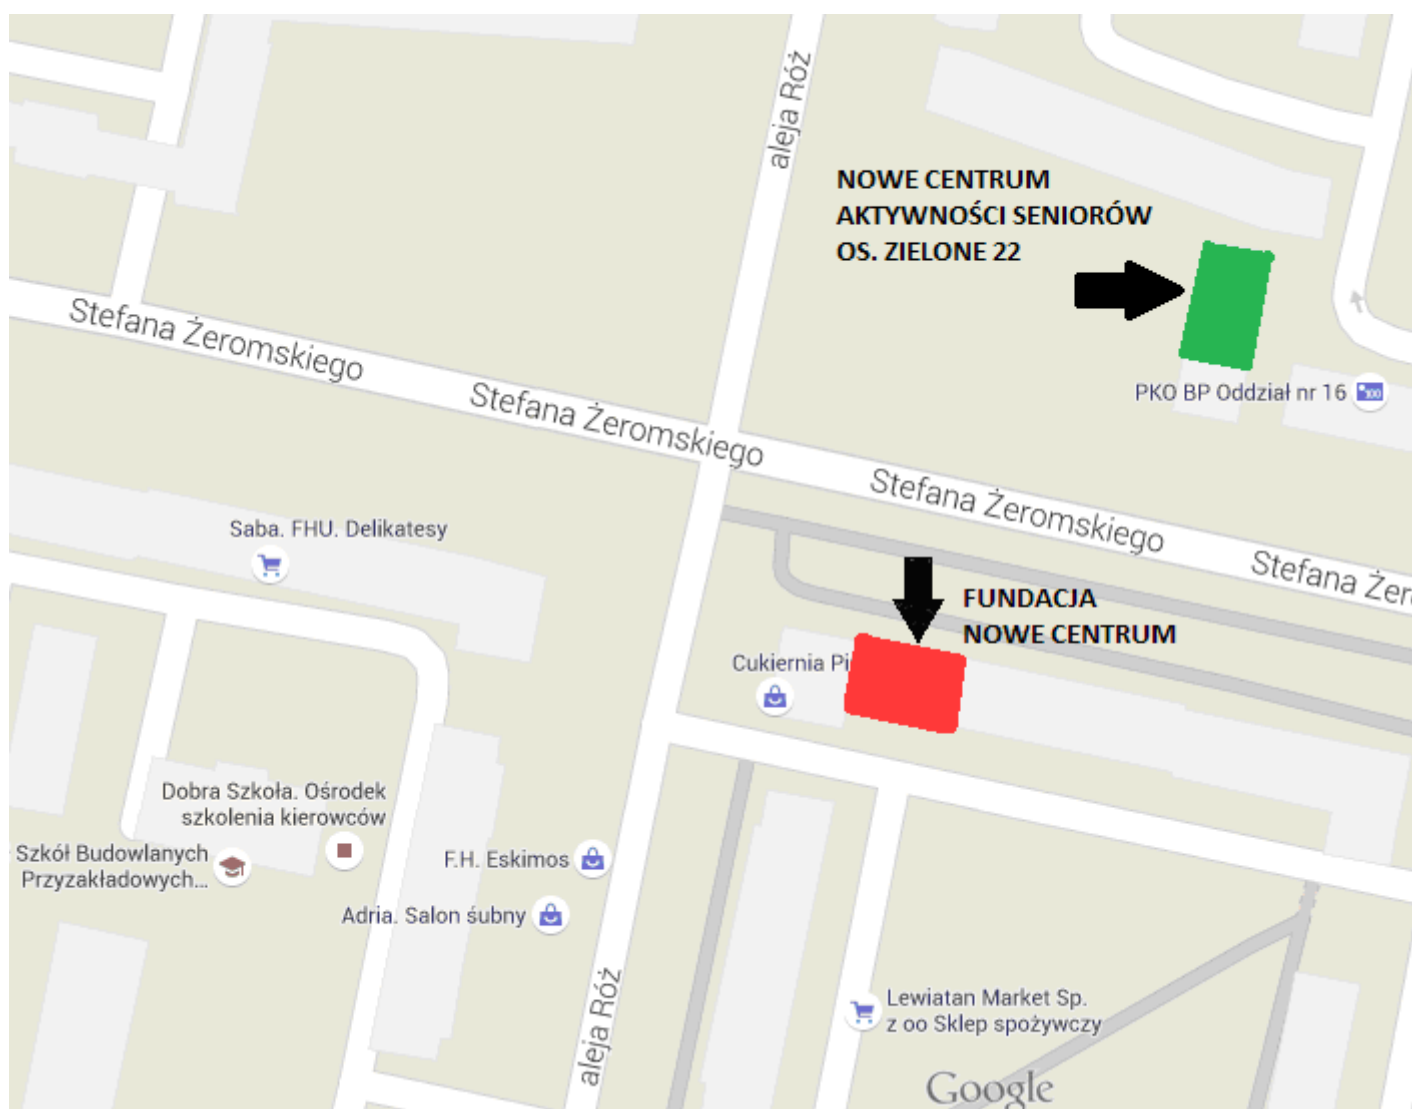 aleja Róż
NOWE CENTRUM
AKTYWNOŚCI SENIORÓW
OS. ZIELONE 22
Stefana Żeromskiego
Stefana Żeromskiego
PKO BP Oddział nr 16
100
Stefana Żeromskiego
Stefana Żer
Saba. FHU. Delikatesy
FUNDACJA
NOWE CENTRUM
Cukiernia Pi
Dobra Szkoła. Ośrodek
szkolenia kierowców
Szkół Budowlanych
Przyzakładowych...
F.H. Eskimos
Adria. Salon śubny
aleja Róż
Lewiatan Market Sp.
z oo Sklep spożywczy
Google